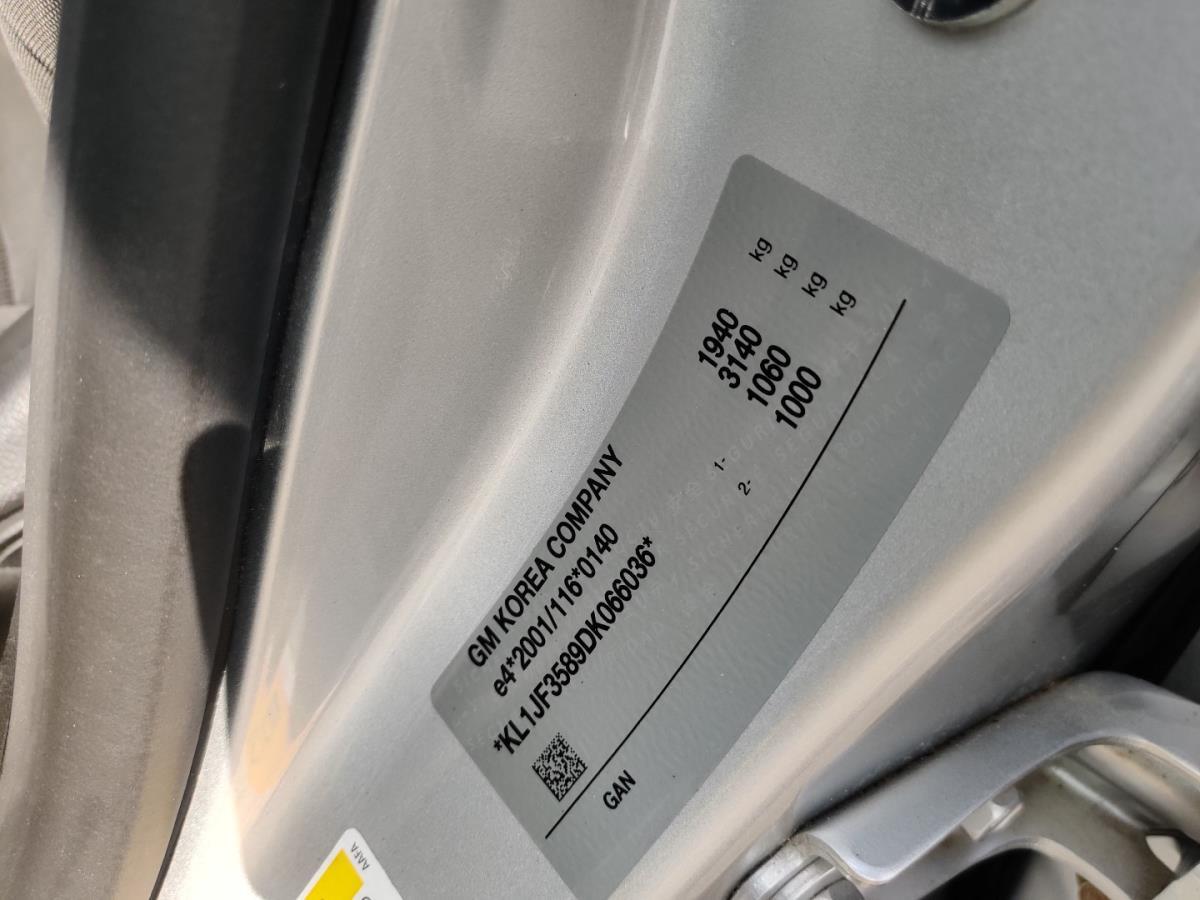 GM KOREA COMPANY
e4*2001/116*0140
*KL1JF3589DK066036*
1940 kg
3140 kg
1- 1060 kg
2- 1000 kg
GAN
AAFA